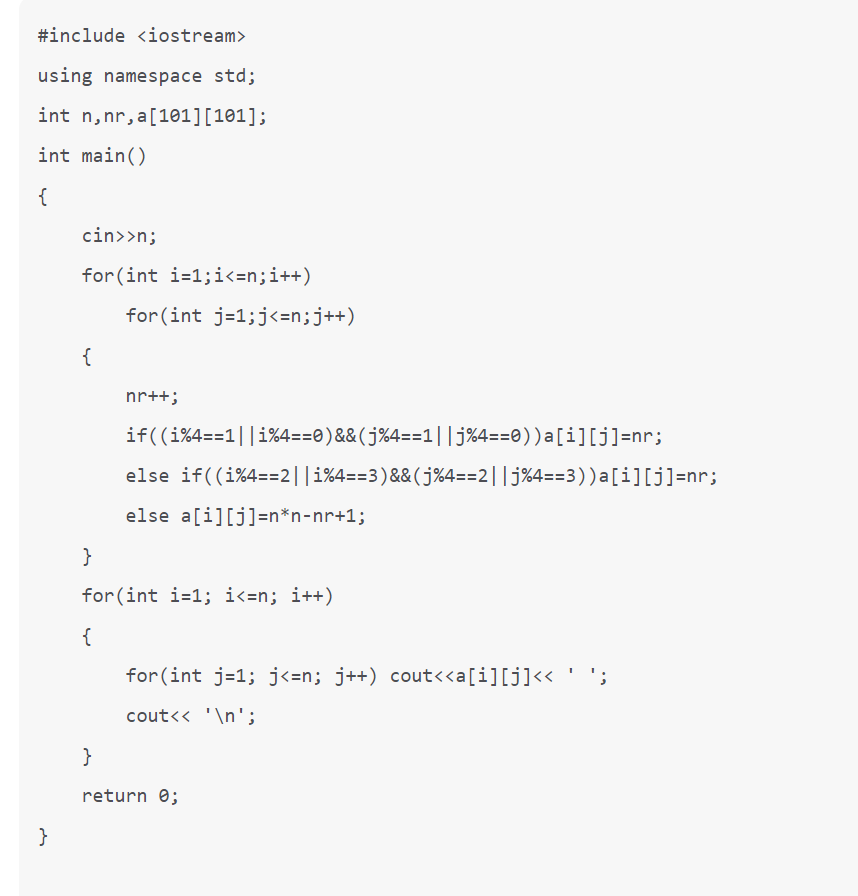 #include <iostream>
using namespace std;
int n,nr,a[101][101];
int main()
{
    cin>>n;
    for(int i=1;i<=n;i++)
        for(int j=1;j<=n;j++)
    {
        nr++;
        if((i%4==1||i%4==0)&&(j%4==1||j%4==0))a[i][j]=nr;
        else if((i%4==2||i%4==3)&&(j%4==2||j%4==3))a[i][j]=nr;
        else a[i][j]=n*n-nr+1;
    }
    for(int i=1; i<=n; i++)
    {
        for(int j=1; j<=n; j++) cout<<a[i][j]<< ' ';
        cout<< '\n';
    }
    return 0;
}